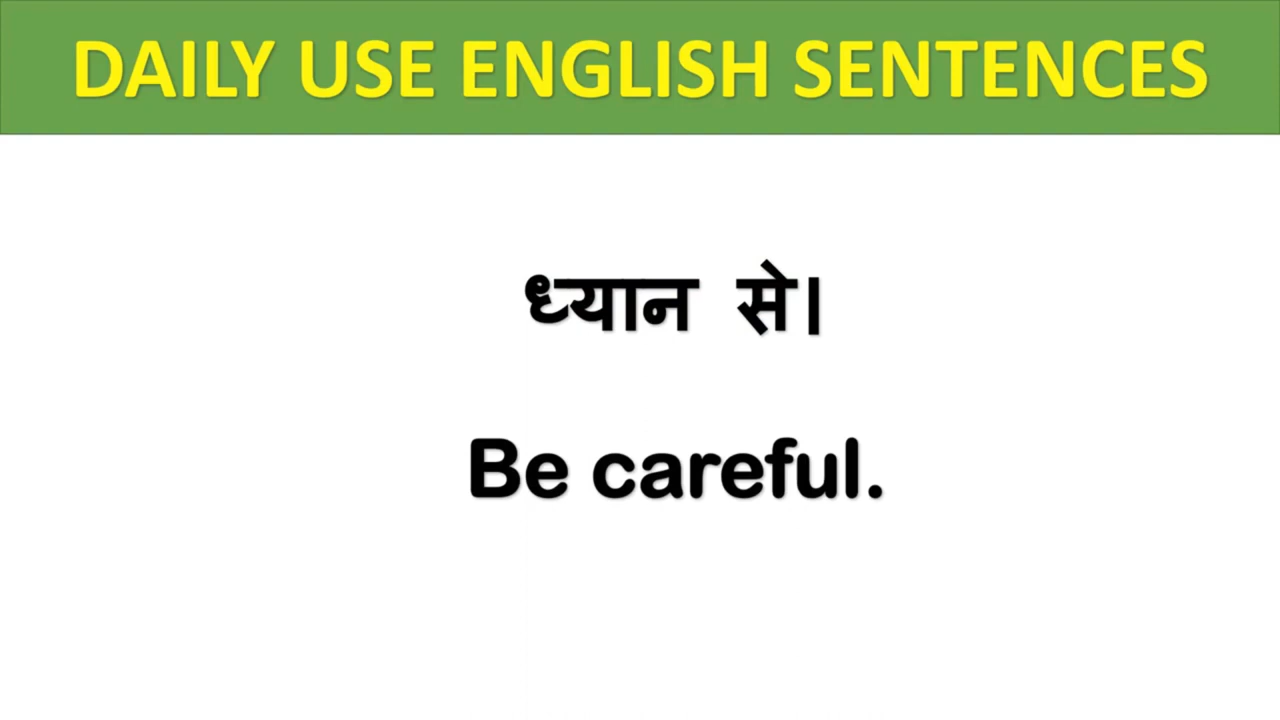 DAILY USE ENGLISH SENTENCES
ध्यान से।
Be careful.